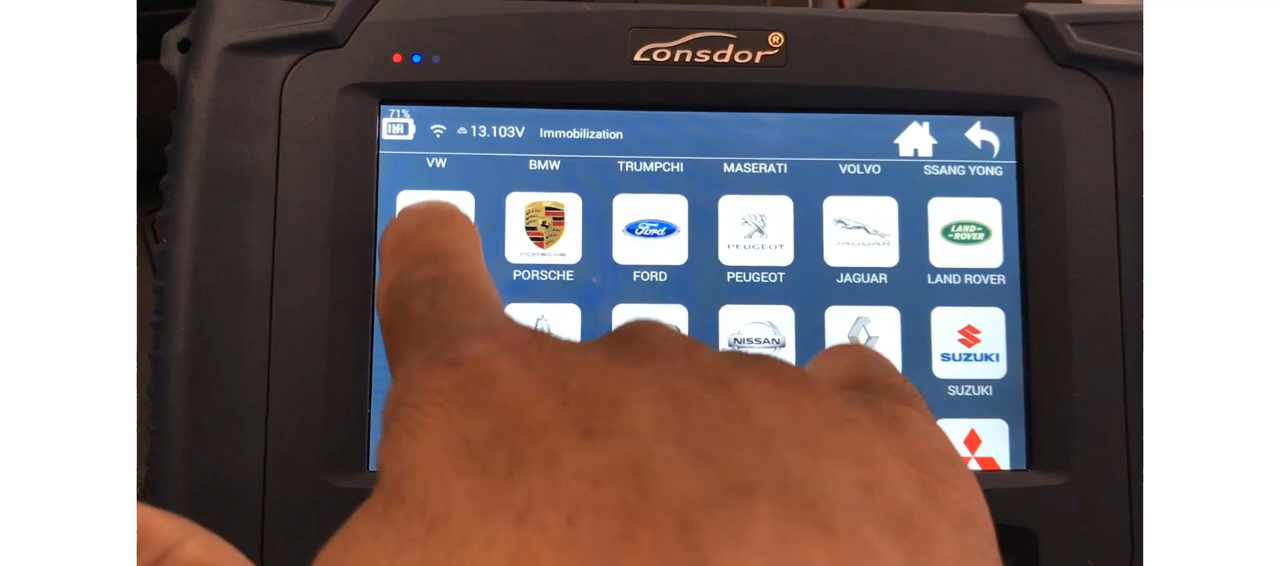 Lonsdor ®
71%
13.103V Immobilization
VW BMW TRUMPCHI MASERATI VOLVO SSANG YONG
PORSCHE Ford PEUGEOT JAGUAR LAND-ROVER
PORSCHE FORD PEUGEOT JAGUAR LAND ROVER
NISSAN SUZUKI
SUZUKI